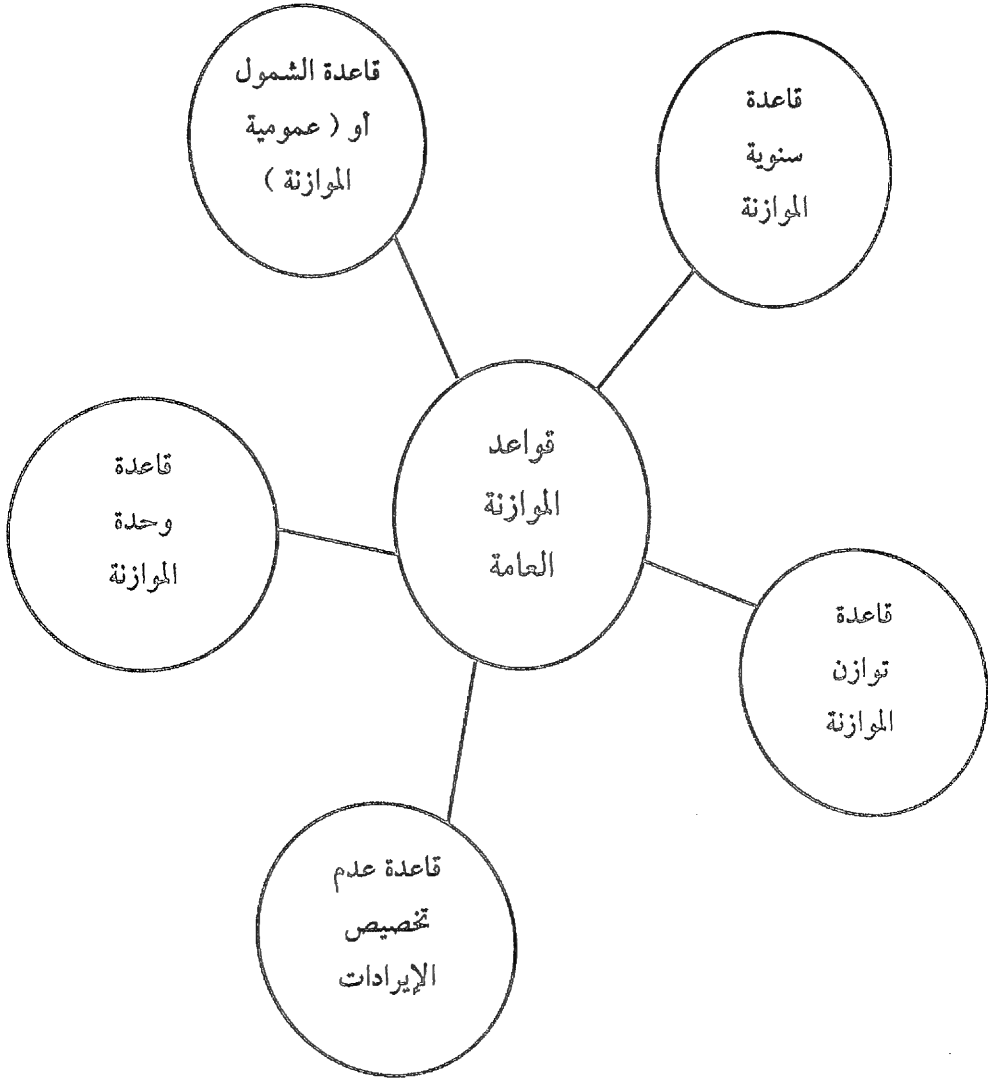 قاعدة الشمول
أو ( عمومية
الموازنة )
قاعدة
سنوية
الموازنة
قواعد
الموازنة
العامة
قاعدة
وحدة
الموازنة
قاعدة
توازن
الموازنة
قاعدة عدم
تخصيص
الإيرادات